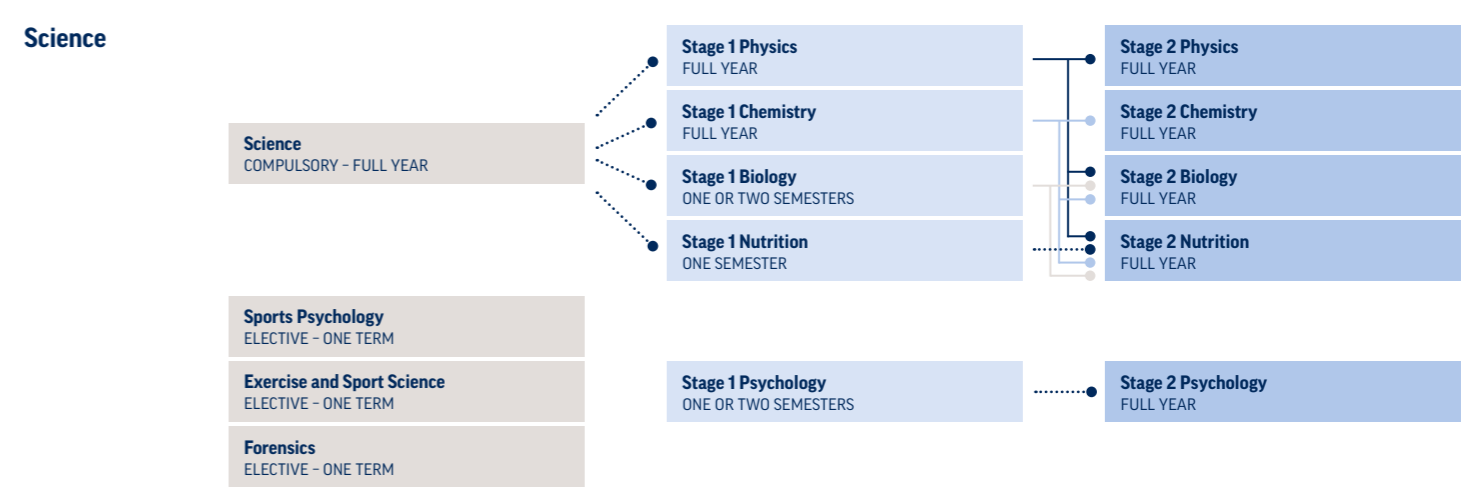 Science
Science
COMPULSORY – FULL YEAR
Sports Psychology
ELECTIVE – ONE TERM
Exercise and Sport Science
ELECTIVE – ONE TERM
Forensics
ELECTIVE – ONE TERM
Stage 1 Physics
FULL YEAR
Stage 1 Chemistry
FULL YEAR
Stage 1 Biology
ONE OR TWO SEMESTERS
Stage 1 Nutrition
ONE SEMESTER
Stage 1 Psychology
ONE OR TWO SEMESTERS
Stage 2 Physics
FULL YEAR
Stage 2 Chemistry
FULL YEAR
Stage 2 Biology
FULL YEAR
Stage 2 Nutrition
FULL YEAR
Stage 2 Psychology
FULL YEAR